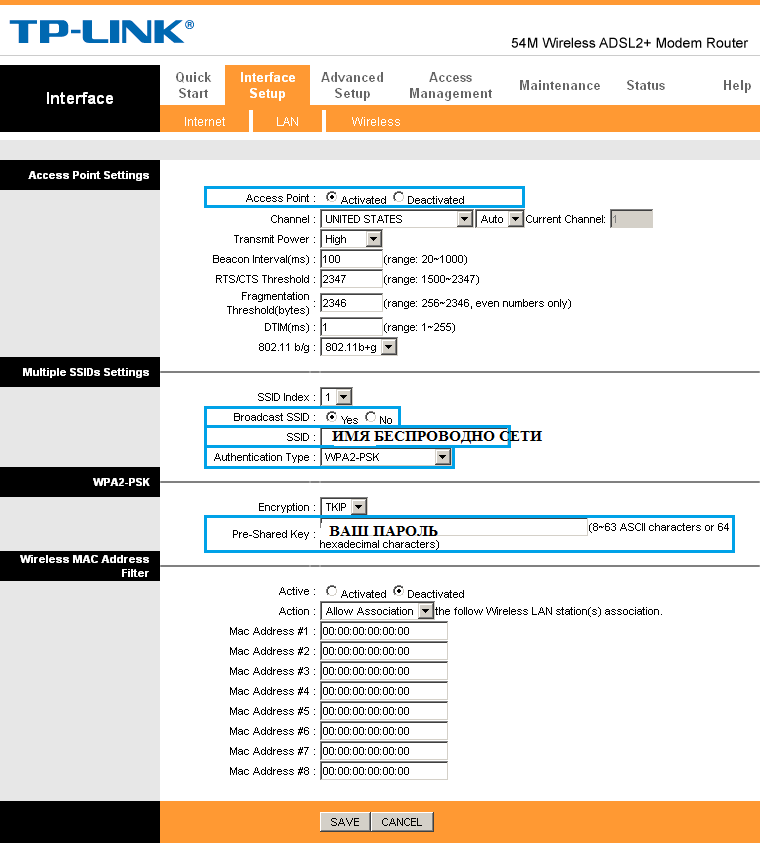 TP-LINK®
54M Wireless ADSL2+ Modem Router
Interface
Quick Start
Interface Setup
Advanced Setup
Access Management
Maintenance
Status
Help
Internet
LAN
Wireless
Access Point Settings
Access Point : Activated Deactivated
Channel : UNITED STATES Auto Current Channel: 1
Transmit Power : High
Beacon Interval(ms) : 100 (range: 20~1000)
RTS/CTS Threshold : 2347 (range: 1500~2347)
Fragmentation
Threshold(bytes) : 2346 (range: 256~2346, even numbers only)
DTIM(ms) : 1 (range: 1~255)
802.11 b/g : 802.11b+g
Multiple SSIDs Settings
SSID Index : 1
Broadcast SSID : Yes No
SSID : ИМЯ БЕСПРОВОДНО СЕТИ
Authentication Type : WPA2-PSK
WPA2-PSK
Encryption : TKIP
Pre-Shared Key : ВАШ ПАРОЛЬ (8~63 ASCII characters or 64
hexadecimal characters)
Wireless MAC Address
Filter
Active : Activated Deactivated
Action : Allow Association the follow Wireless LAN station(s) association.
Mac Address #1 : 00:00:00:00:00:00
Mac Address #2 : 00:00:00:00:00:00
Mac Address #3 : 00:00:00:00:00:00
Mac Address #4 : 00:00:00:00:00:00
Mac Address #5 : 00:00:00:00:00:00
Mac Address #6 : 00:00:00:00:00:00
Mac Address #7 : 00:00:00:00:00:00
Mac Address #8 : 00:00:00:00:00:00
SAVE CANCEL